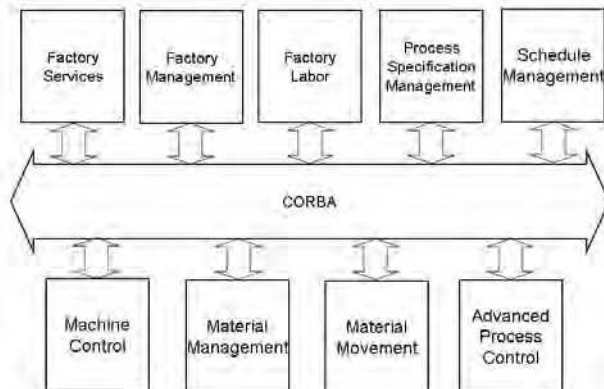 Factory
Services
Factory
Management
Factory
Labor
Process
Specification
Management
Schedule
Management
CORBA
Machine
Control
Material
Management
Material
Movement
Advanced
Process
Control